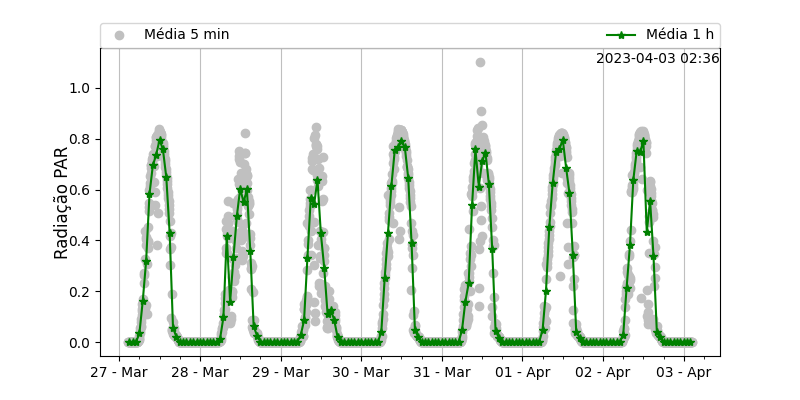 Média 5 min
Média 1 h
2023-04-03 02:36
Radiação PAR
1.0
0.8
0.6
0.4
0.2
0.0
27 - Mar
28 - Mar
29 - Mar
30 - Mar
31 - Mar
01 - Apr
02 - Apr
03 - Apr